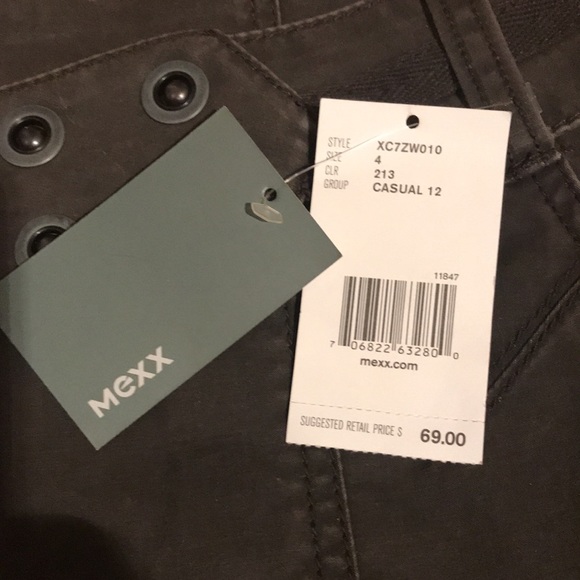 STYLE XC7ZW010
SIZE 4
CLR 213
GROUP CASUAL 12
11847
7 06822 63280 0
mexx.com
SUGGESTED RETAIL PRICE $ 69.00
Mexx